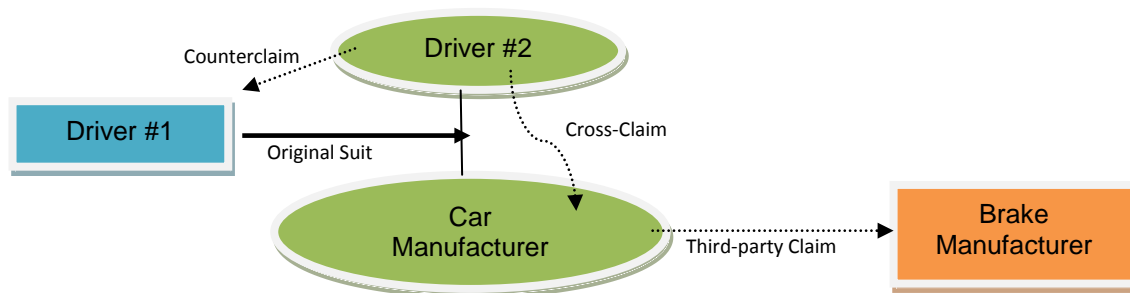 Driver #2
Counterclaim
Driver #1
Original Suit
Cross-Claim
Car
Manufacturer
Third-party Claim
Brake
Manufacturer